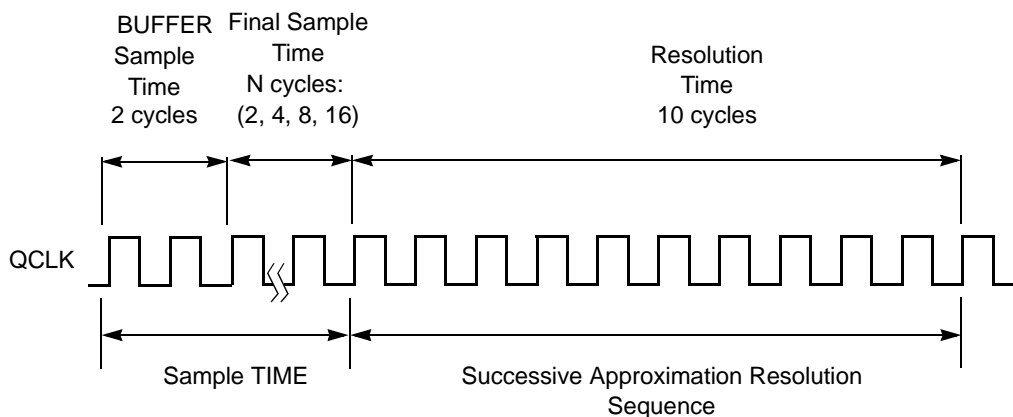 BUFFER
Sample
Time
2 cycles
Final Sample
Time
N cycles:
(2, 4, 8, 16)
Resolution
Time
10 cycles
QCLK
Sample TIME
Successive Approximation Resolution
Sequence